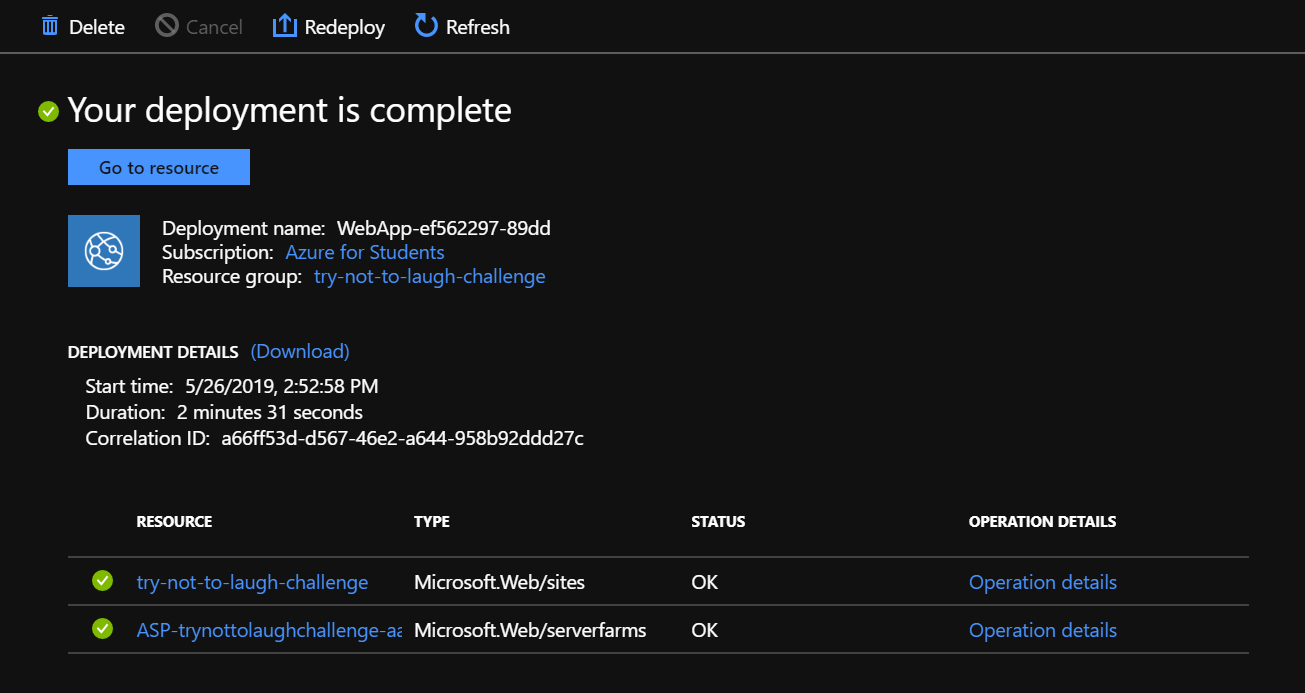 Delete Cancel Redeploy Refresh
Your deployment is complete
Go to resource
Deployment name: WebApp-ef562297-89dd
Subscription: Azure for Students
Resource group: try-not-to-laugh-challenge
DEPLOYMENT DETAILS (Download)
Start time: 5/26/2019, 2:52:58 PM
Duration: 2 minutes 31 seconds
Correlation ID: a66ff53d-d567-46e2-a644-958b92ddd27c
RESOURCE TYPE STATUS OPERATION DETAILS
try-not-to-laugh-challenge Microsoft.Web/sites OK Operation details
ASP-trynottolaughchallenge-aa Microsoft.Web/serverfarms OK Operation details